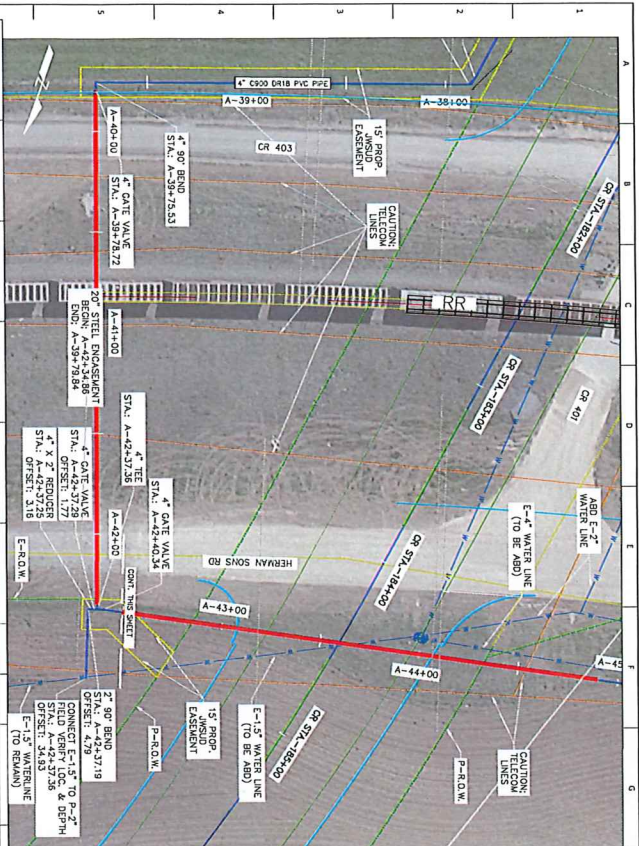 5
4
3
2
1
A
B
C
D
E
F
G
4" C900 DR18 PVC PIPE
A-39+00
A-38+00
A-40+00
CR 403
15' PROP.
JWSUD
EASEMENT
4" 90° BEND
STA.: A-39+75.53
4" GATE VALVE
STA.: A-39+78.72
CAUTION:
TELECOM
LINES
CR STA.-182+00
RR
A-41+00
20" STEEL ENCASEMENT
BEGIN: A-42+34.86
END: A-39+79.84
CR 401
CR STA.-183+00
4" TEE
STA.: A-42+37.36
4" GATE VALVE
STA.: A-42+37.29
OFFSET: 1.77
4" X 2" REDUCER
STA.: A-42+37.25
OFFSET: 3.16
4" GATE VALVE
STA.: A-42+40.34
A-42+00
ABD E-2"
WATER LINE
E-4" WATER LINE
(TO BE ABD)
HERMAN SONS RD
CR STA.-184+00
E-R.O.W.
CONT. THIS SHEET
A-43+00
A-44+00
A-45
2" 90° BEND
STA.: A-42+37.19
OFFSET: 4.79
CONNECT E-1.5" TO P-2"
FIELD VERIFY LOC. & DEPTH
STA.: A-42+37.36
OFFSET: 34.93
E-1.5" WATERLINE
(TO REMAIN)
P-R.O.W.
15' PROP.
JWSUD
EASEMENT
E-1.5" WATER LINE
(TO BE ABD)
CR STA.-185+00
P-R.O.W.
CAUTION:
TELECOM
LINES